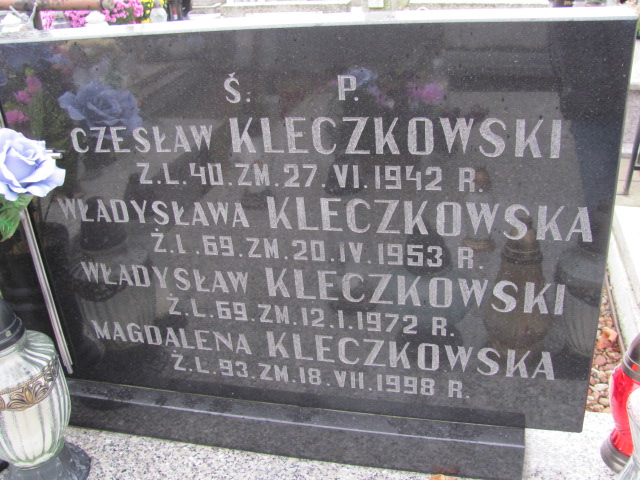 Ś. P.
CZESŁAW KLECZKOWSKI
Ż.L.40.ZM.27.VI.1942 R.
WŁADYSŁAWA KLECZKOWSKA
Ż.L.69.ZM.20.IV.1953 R.
WŁADYSŁAW KLECZKOWSKI
Ż.L.69.ZM.12.I.1972 R.
MAGDALENA KLECZKOWSKA
Ż.L.93.ZM.18.VII.1998 R.